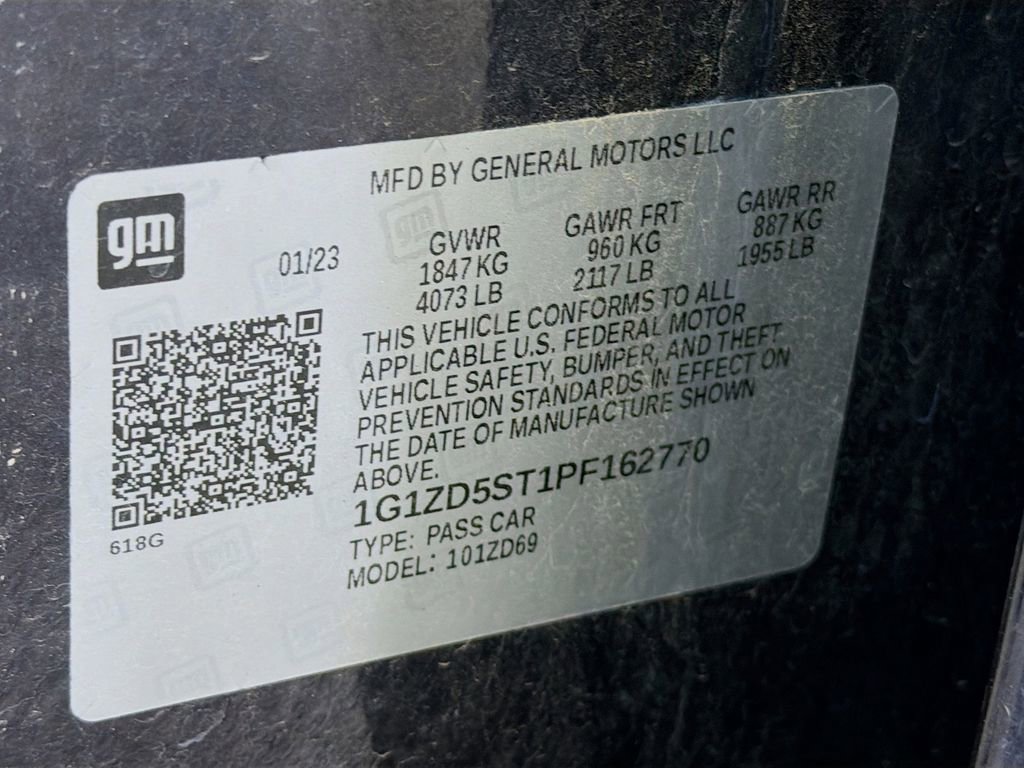 MFD BY GENERAL MOTORS LLC
gm
01/23
GVWR
1847 KG
4073 LB
GAWR FRT
960 KG
2117 LB
GAWR RR
887 KG
1955 LB
THIS VEHICLE CONFORMS TO ALL
APPLICABLE U.S. FEDERAL MOTOR
VEHICLE SAFETY, BUMPER, AND THEFT
PREVENTION STANDARDS IN EFFECT ON
THE DATE OF MANUFACTURE SHOWN
ABOVE.
1G1ZD5ST1PF162770
TYPE: PASS CAR
MODEL: 101ZD69
618G